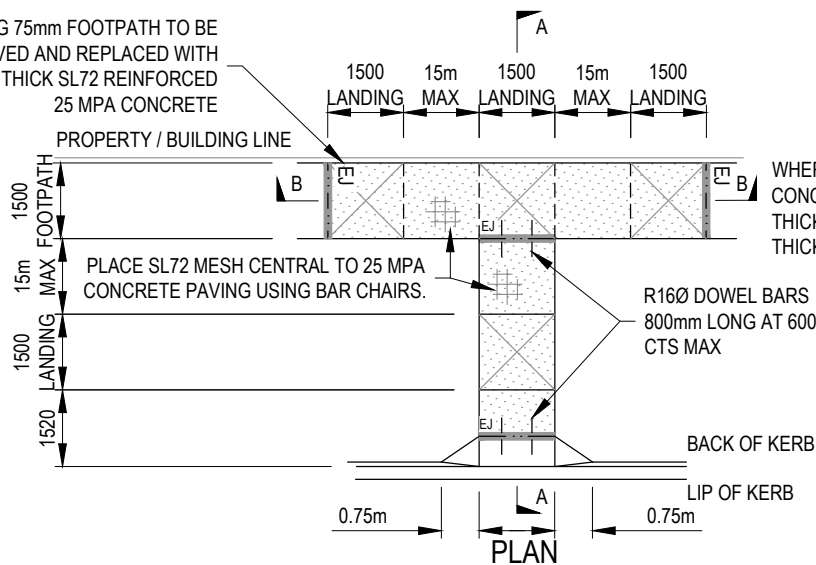 G 75mm FOOTPATH TO BE
VED AND REPLACED WITH
THICK SL72 REINFORCED
25 MPA CONCRETE
PROPERTY / BUILDING LINE
A
1500
LANDING
15m
MAX
1500
LANDING
15m
MAX
1500
LANDING
EJ
B
EJ
B
WHER
CONC
THICK
THICK
1500
FOOTPATH
15m
MAX
1500
LANDING
1520
EJ
PLACE SL72 MESH CENTRAL TO 25 MPA
CONCRETE PAVING USING BAR CHAIRS.
R16Ø DOWEL BARS
800mm LONG AT 600
CTS MAX
EJ
BACK OF KERB
LIP OF KERB
A
0.75m
0.75m
PLAN